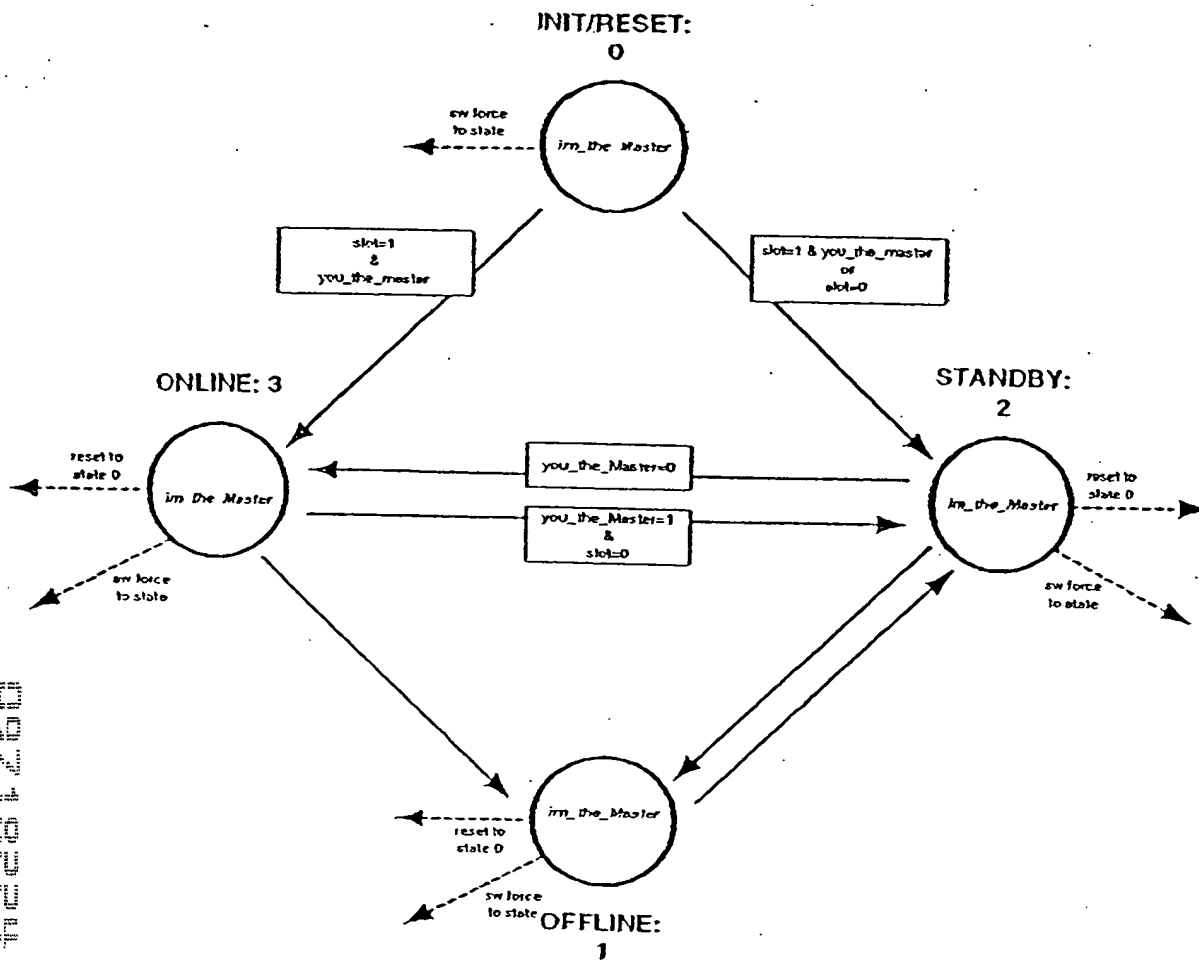 INIT/RESET:
0
sw force
to state
im_the_Master
slot=1
&
you_the_master
slot=1 & you_the_master
or
slot=0
ONLINE: 3
STANDBY:
2
reset to
state 0
im_the_Master
sw force
to state
you_the_Master=0
you_the_Master=1
&
slot=0
im_the_Master
reset to
state 0
sw force
to state
im_the_Master
reset to
state 0
sw force
to state
OFFLINE:
1